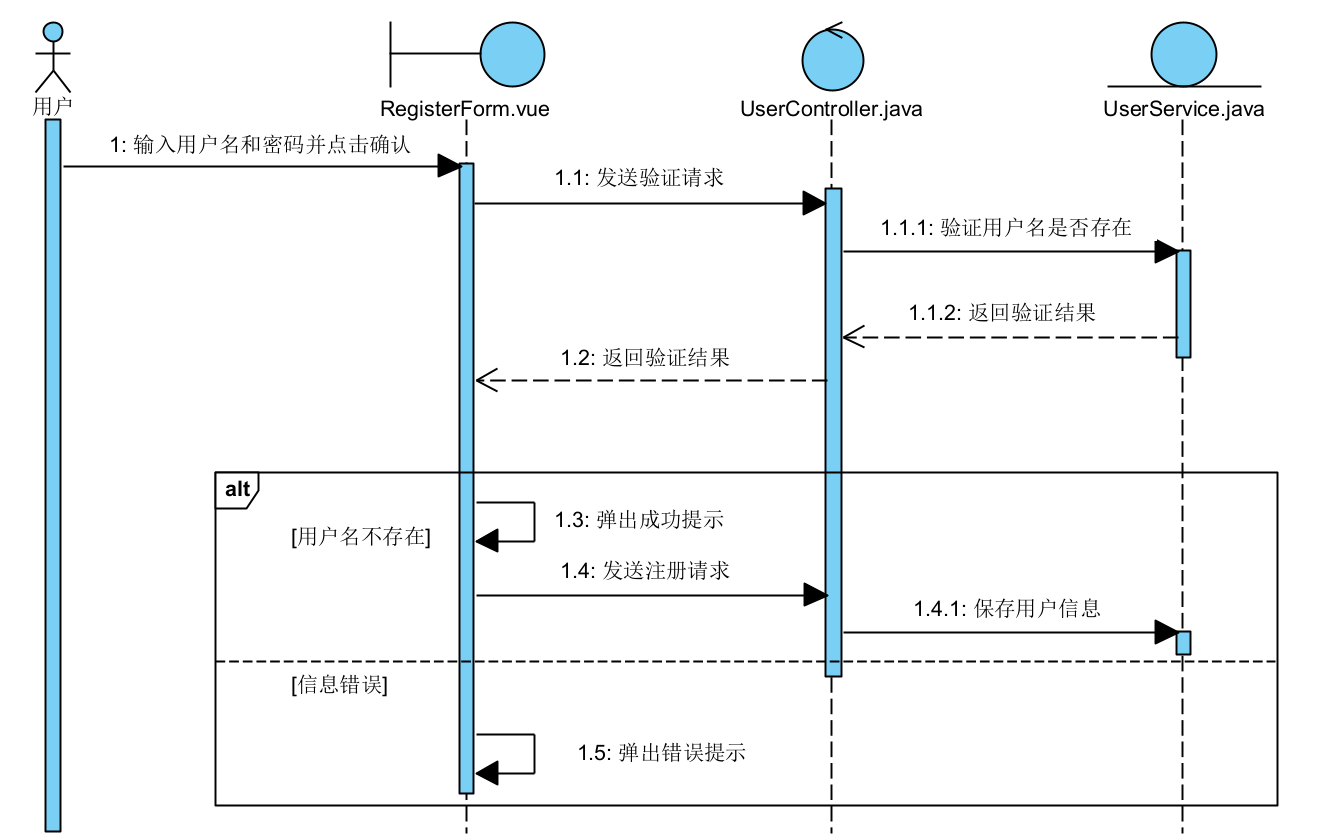 用户
RegisterForm.vue
UserController.java
UserService.java
1: 输入用户名和密码并点击确认
1.1: 发送验证请求
1.1.1: 验证用户名是否存在
1.1.2: 返回验证结果
1.2: 返回验证结果
alt
[用户名不存在]
1.3: 弹出成功提示
1.4: 发送注册请求
1.4.1: 保存用户信息
[信息错误]
1.5: 弹出错误提示